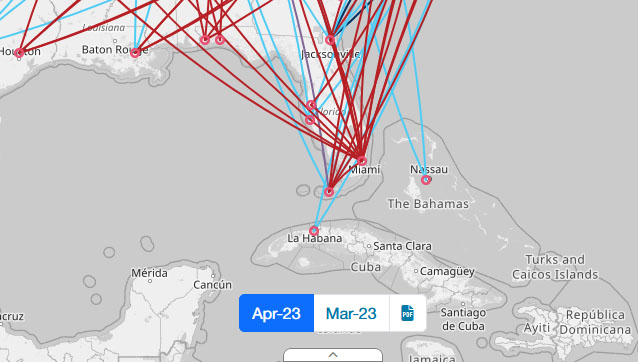 Louisiana
Houston
Baton Rouge
Jacksonville
Florida
Miami
Nassau
The Bahamas
La Habana
Santa Clara
Cuba
Camagüey
Turks and
Caicos Islands
Mérida
Cancún
Apr-23
Mar-23
PDF
Santiago
de Cuba
Ayiti
República
Dominicana
Jamaica